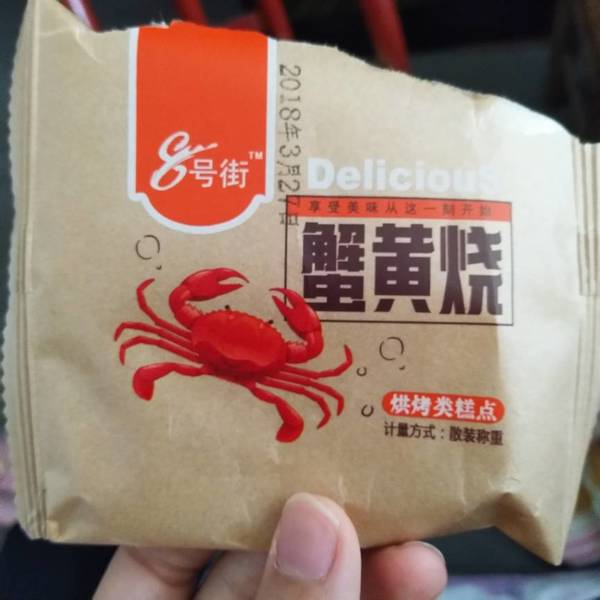 8号街™
2018年3月27日
Delicious
享受美味从这一刻开始
蟹黄烧
烘烤类糕点
计量方式：散装称重